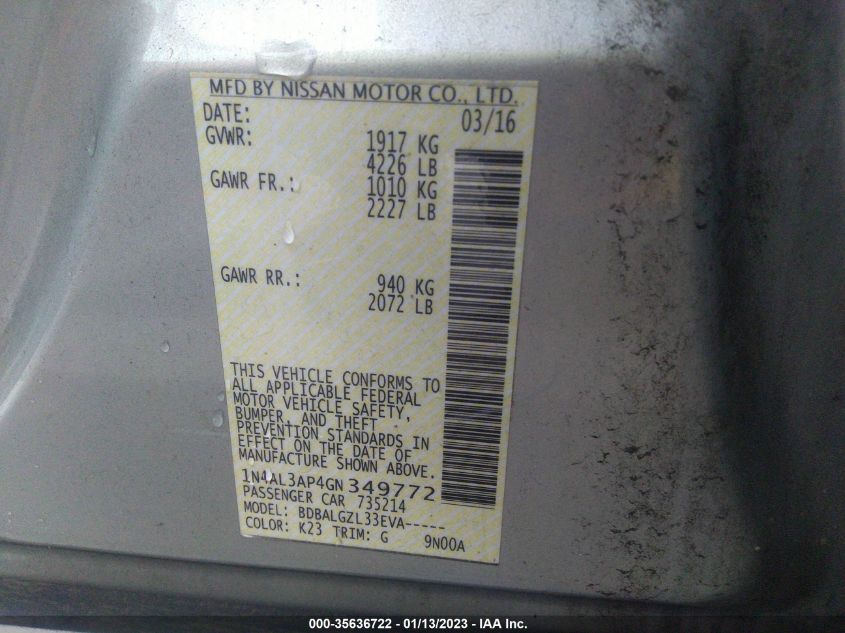 MFD BY NISSAN MOTOR CO., LTD.
DATE: 03/16
GVWR: 1917 KG
4226 LB
GAWR FR.: 1010 KG
2227 LB
GAWR RR.: 940 KG
2072 LB
THIS VEHICLE CONFORMS TO
ALL APPLICABLE FEDERAL
MOTOR VEHICLE SAFETY,
BUMPER, AND THEFT
PREVENTION STANDARDS IN
EFFECT ON THE DATE OF
MANUFACTURE SHOWN ABOVE.
1N4AL3AP4GN349772
PASSENGER CAR 735214
MODEL: BDBALGZL33EVA-----
COLOR: K23 TRIM: G 9N00A
000-35636722 — 01/13/2023 - IAA Inc.